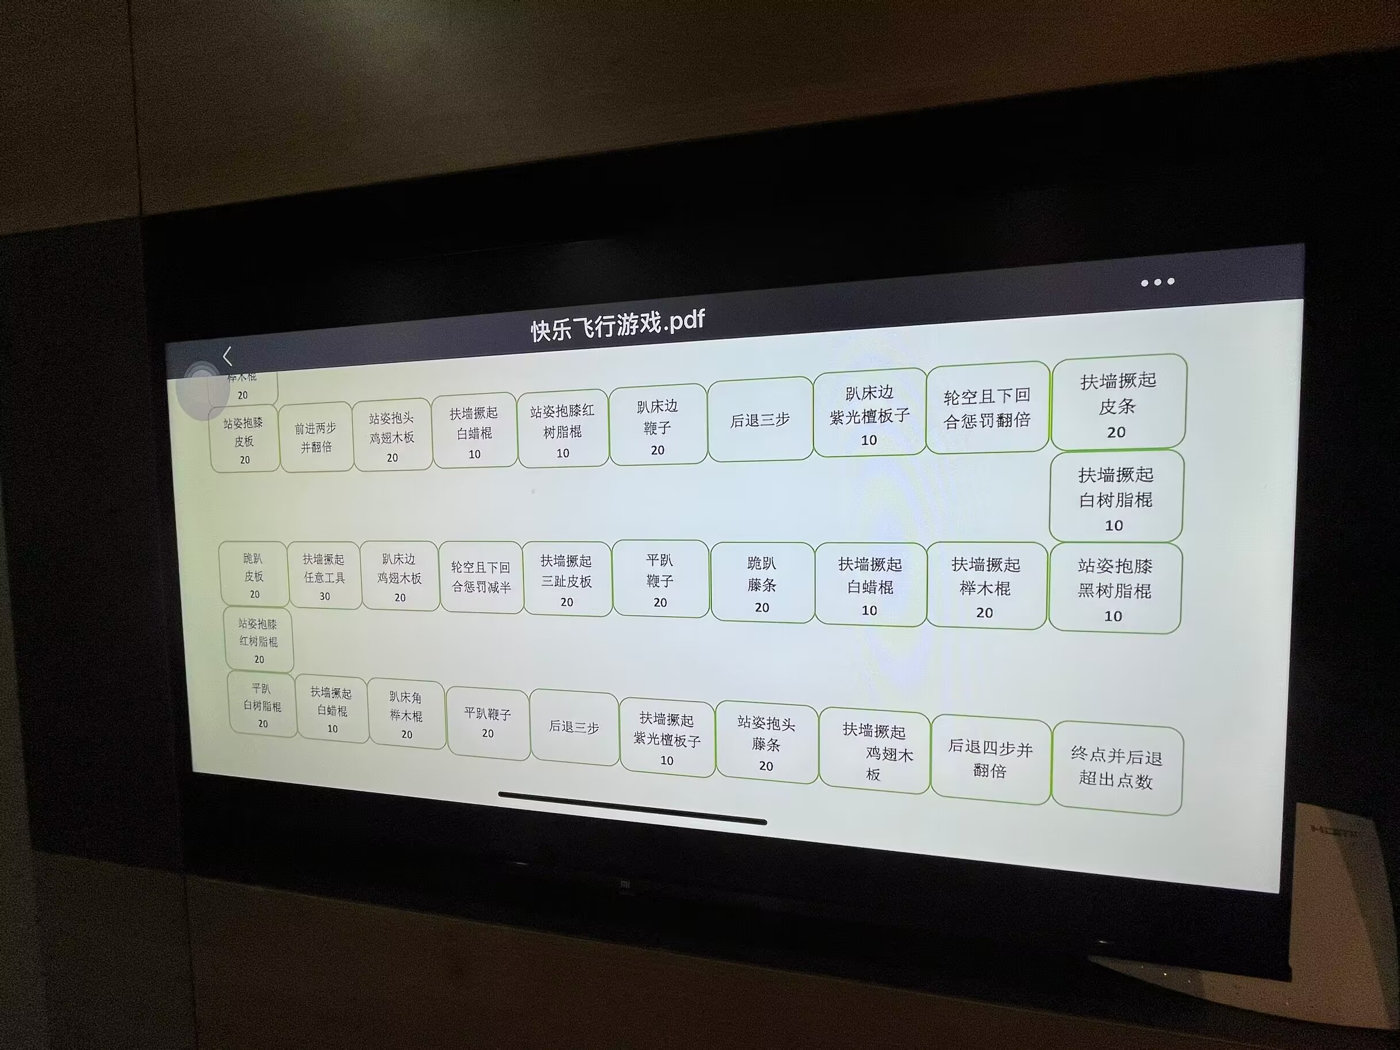 快乐飞行游戏.pdf
榉木棍
20
站姿抱膝
皮板
20
前进两步
并翻倍
站姿抱头
鸡翅木板
20
扶墙撅起
白蜡棍
10
站姿抱膝红
树脂棍
10
趴床边
鞭子
20
后退三步
趴床边
紫光檀板子
10
轮空且下回
合惩罚翻倍
扶墙撅起
皮条
20
扶墙撅起
白树脂棍
10
跪趴
皮板
20
扶墙撅起
任意工具
30
趴床边
鸡翅木板
20
轮空且下回
合惩罚减半
扶墙撅起
三趾皮板
20
平趴
鞭子
20
跪趴
藤条
20
扶墙撅起
白蜡棍
10
扶墙撅起
榉木棍
20
站姿抱膝
黑树脂棍
10
站姿抱膝
红树脂棍
20
平趴
白树脂棍
20
扶墙撅起
白蜡棍
10
趴床角
桦木棍
20
平趴鞭子
20
后退三步
扶墙撅起
紫光檀板子
10
站姿抱头
藤条
20
扶墙撅起
鸡翅木
板
后退四步并
翻倍
终点并后退
超出点数